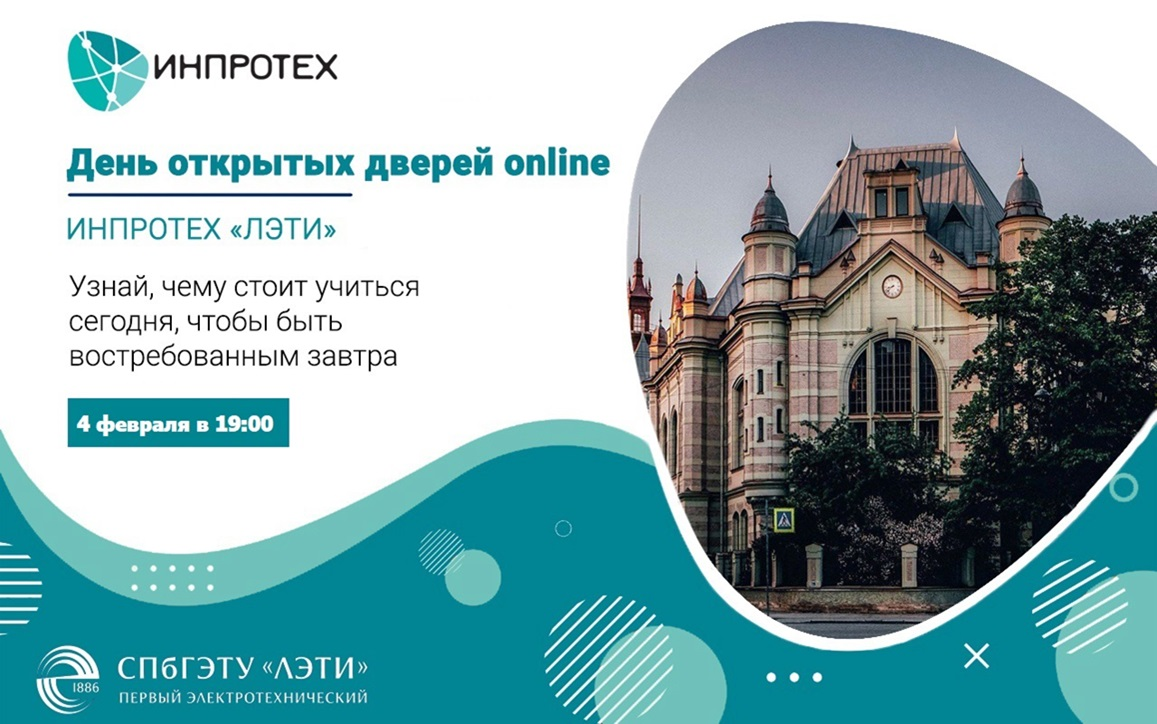 ИНПРОТЕХ
День открытых дверей online
ИНПРОТЕХ «ЛЭТИ»
Узнай, чему стоит учиться
сегодня, чтобы быть
востребованным завтра
4 февраля в 19:00
1886
СПбГЭТУ «ЛЭТИ»
ПЕРВЫЙ ЭЛЕКТРОТЕХНИЧЕСКИЙ